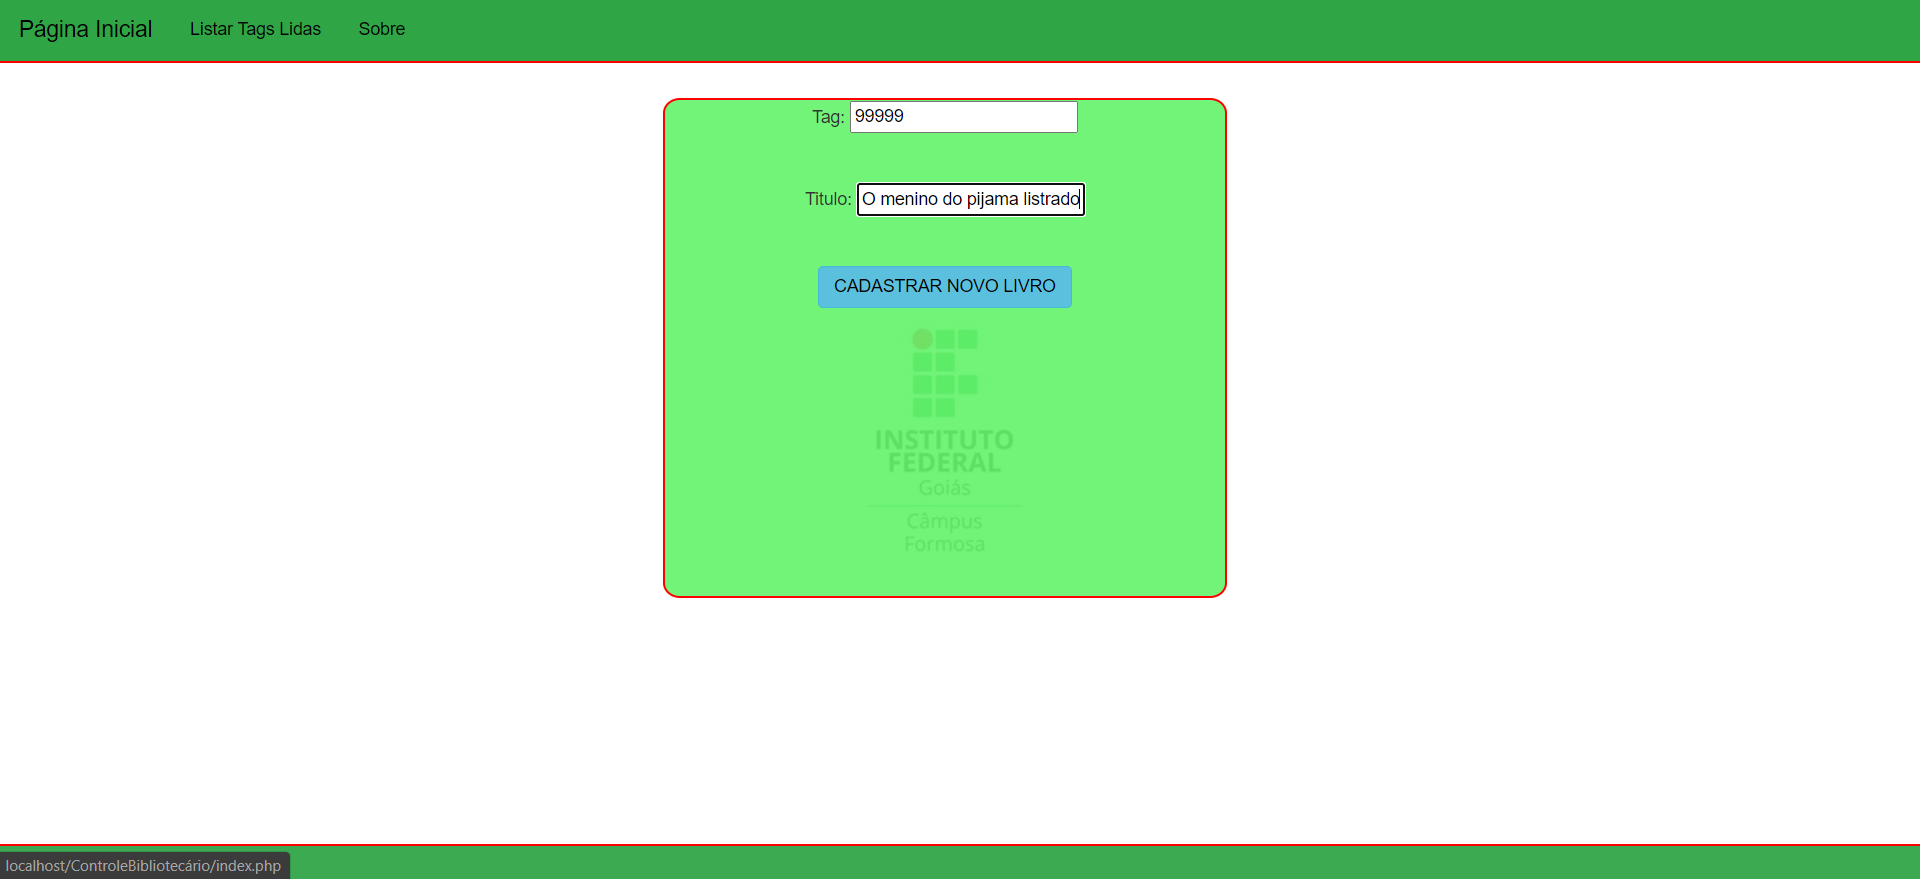 Página Inicial Listar Tags Lidas Sobre
Tag: 99999
Titulo: O menino do pijama listrado
CADASTRAR NOVO LIVRO
INSTITUTO
FEDERAL
Goiás
Câmpus
Formosa
localhost/ControleBibliotecário/index.php